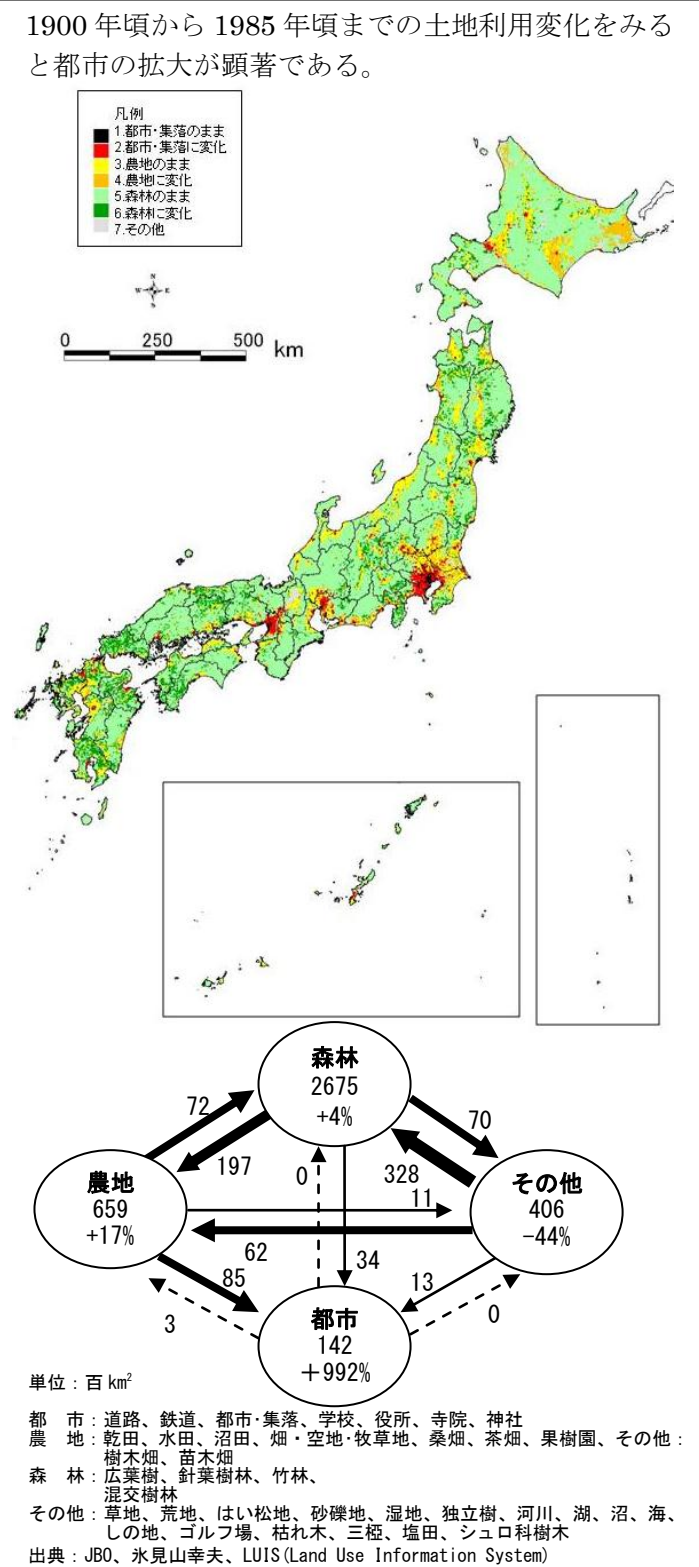 1900 年頃から 1985 年頃までの土地利用変化をみる
と都市の拡大が顕著である。
凡例
1.都市・集落のまま
2.都市・集落に変化
3.農地のまま
4.農地に変化
5.森林のまま
6.森林に変化
7.その他
N
W E
S
0 250 500 km
森林
2675
+4%
72
70
197
0
328
農地
659
+17%
その他
406
-44%
11
62
34
85
13
3
0
都市
142
+992%
単位：百 km²
都　市：道路、鉄道、都市･集落、学校、役所、寺院、神社
農　地：乾田、水田、沼田、畑・空地･牧草地、桑畑、茶畑、果樹園、その他：
樹木畑、苗木畑
森　林：広葉樹、針葉樹林、竹林、
混交樹林
その他：草地、荒地、はい松地、砂礫地、湿地、独立樹、河川、湖、沼、海、
しの地、ゴルフ場、枯れ木、三椏、塩田、シュロ科樹木
出典：JBO、氷見山幸夫、LUIS(Land Use Information System)